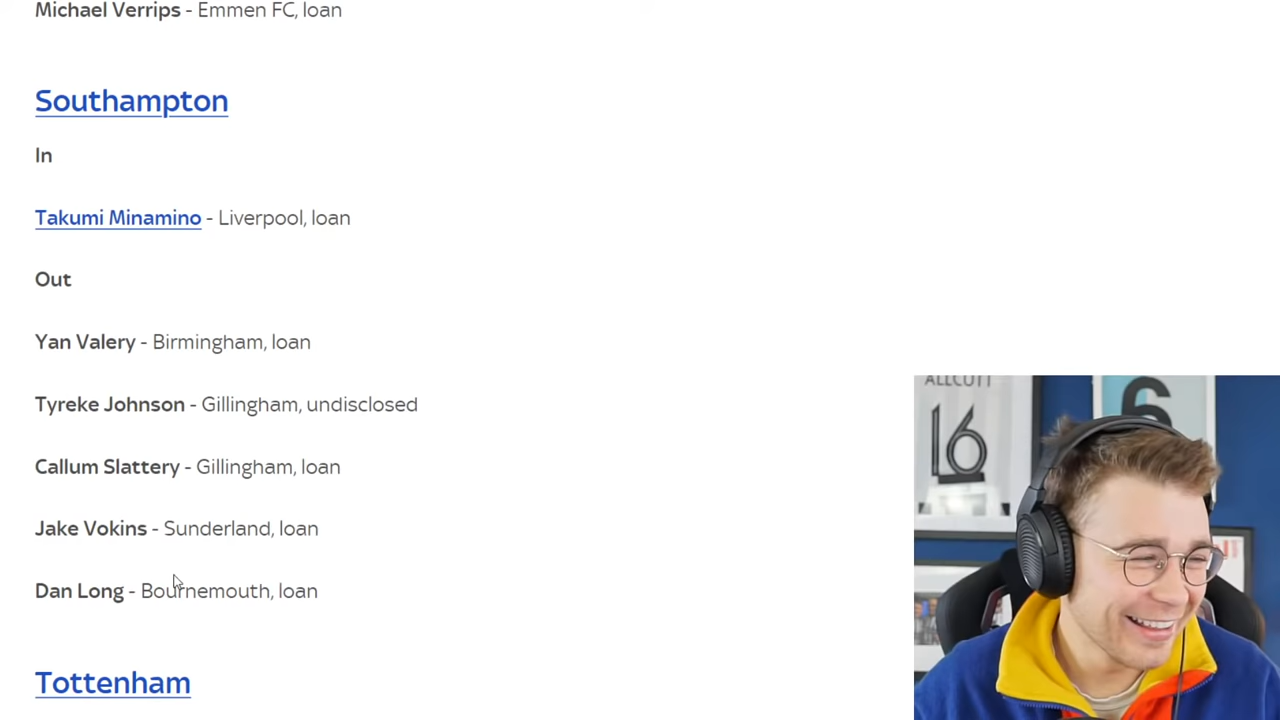 Michael Verrips - Emmen FC, loan
Southampton
In
Takumi Minamino - Liverpool, loan
Out
Yan Valery - Birmingham, loan
Tyreke Johnson - Gillingham, undisclosed
Callum Slattery - Gillingham, loan
Jake Vokins - Sunderland, loan
Dan Long - Bournemouth, loan
Tottenham
ALLCUTT
16
6